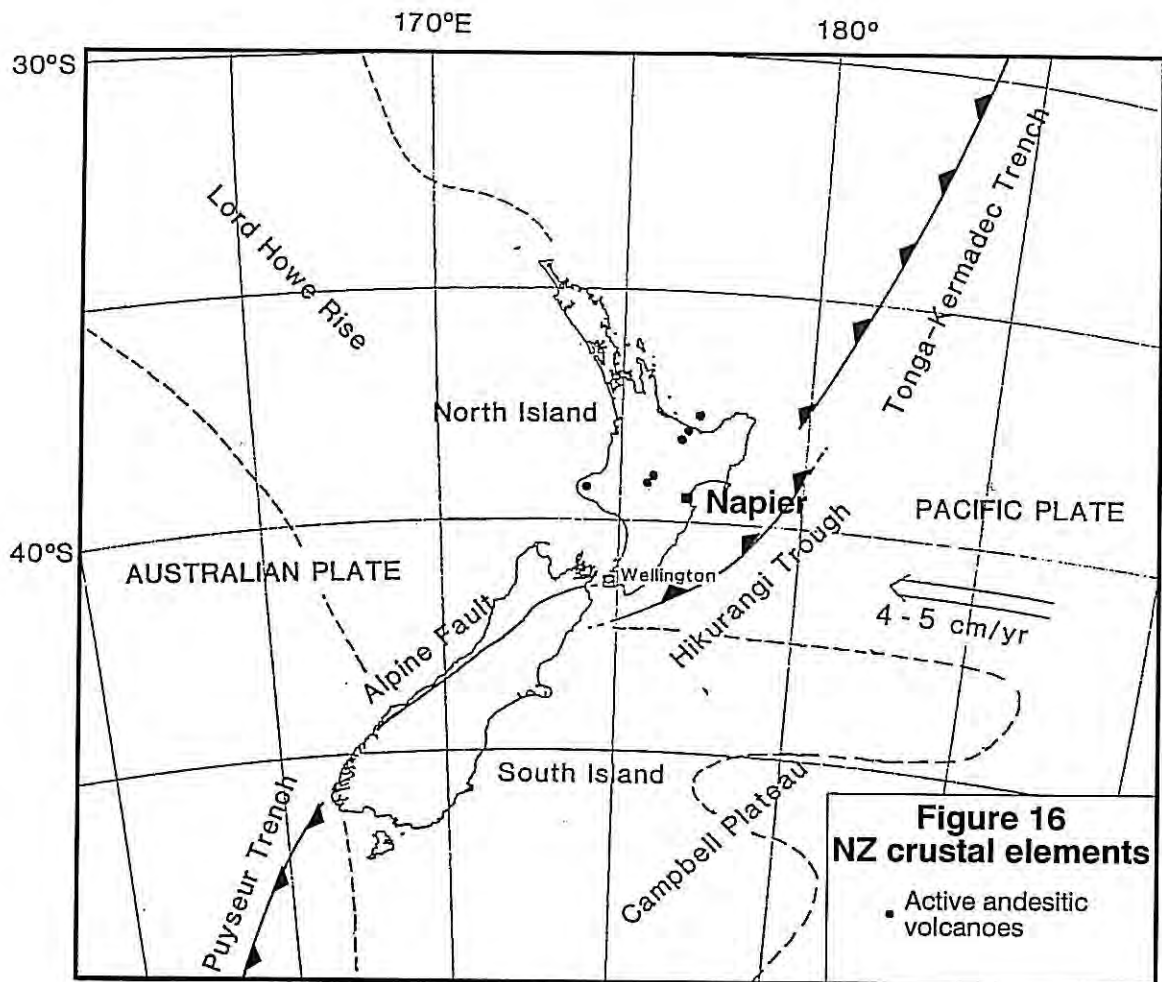 170ºE
180º
30ºS
Lord Howe Rise
Tonga-Kermadec Trench
North Island
Napier
PACIFIC PLATE
40ºS
AUSTRALIAN PLATE
Wellington
Hikurangi Trough
4 - 5 cm/yr
Alpine Fault
South Island
Puyseur Trench
Campbell Plateau
Figure 16
NZ crustal elements
Active andesitic
volcanoes